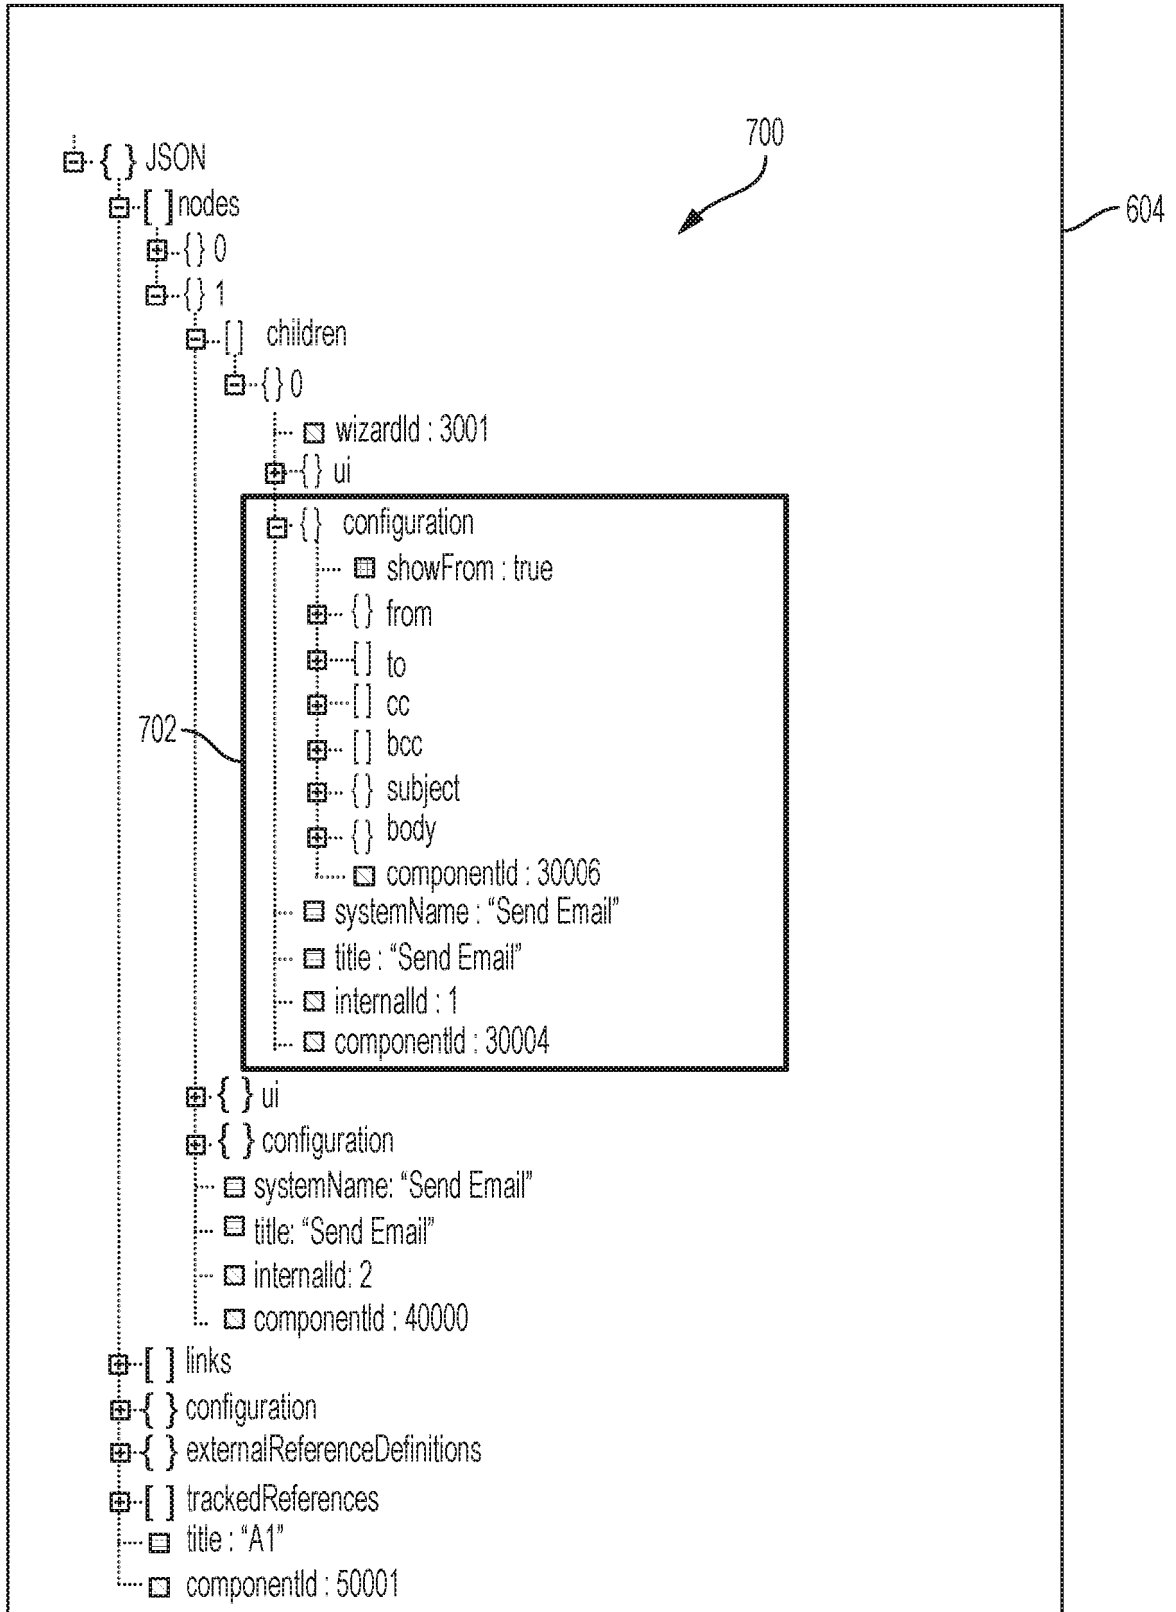 700
{ } JSON
[ ] nodes
604
{ } 0
{ } 1
[ ] children
{ } 0
wizardId : 3001
{ } ui
{ } configuration
showFrom : true
{ } from
[ ] to
[ ] cc
702
[ ] bcc
{ } subject
{ } body
componentId : 30006
systemName : “Send Email”
title : “Send Email”
internalId : 1
componentId : 30004
{ } ui
{ } configuration
systemName: “Send Email”
title: “Send Email”
internalId: 2
componentId : 40000
[ ] links
{ } configuration
{ } externalReferenceDefinitions
[ ] trackedReferences
title : “A1”
componentId : 50001